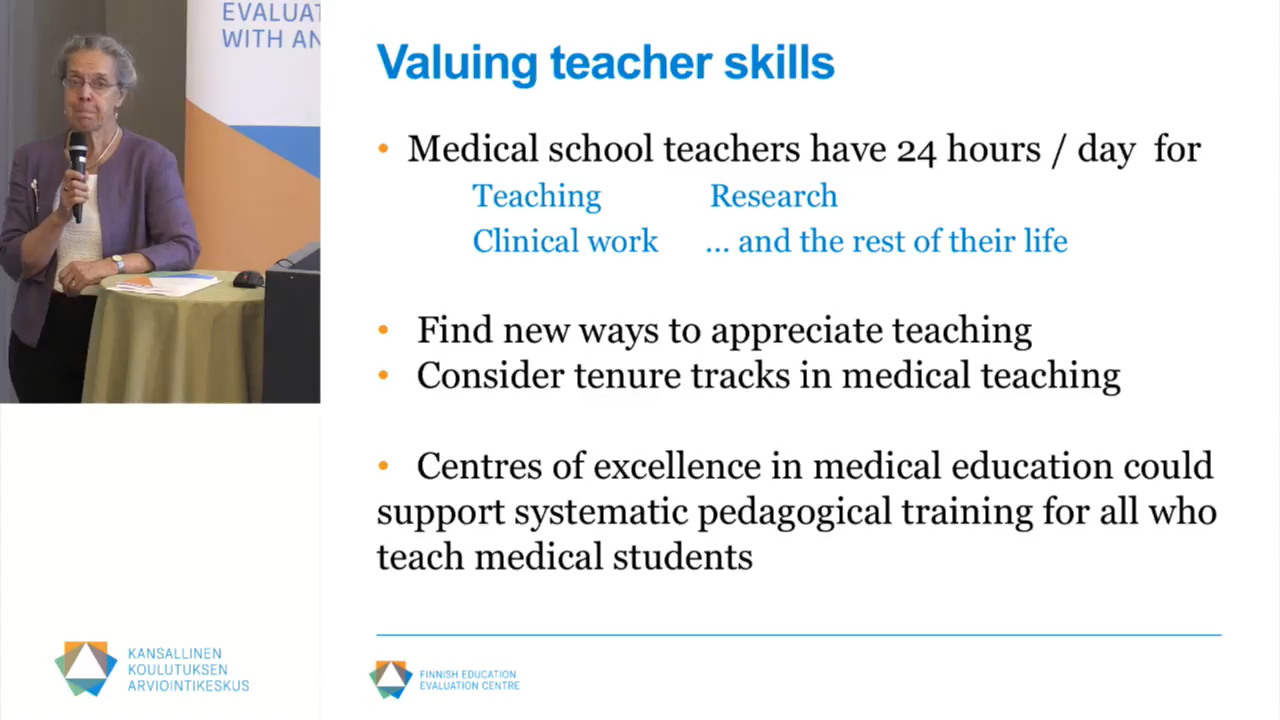 EVALUAT
WITH AN
Valuing teacher skills
• Medical school teachers have 24 hours / day for
Teaching Research
Clinical work ... and the rest of their life
• Find new ways to appreciate teaching
• Consider tenure tracks in medical teaching
• Centres of excellence in medical education could
support systematic pedagogical training for all who
teach medical students
KANSALLINEN
KOULUTUKSEN
ARVIOINTIKESKUS
FINNISH EDUCATION
EVALUATION CENTRE